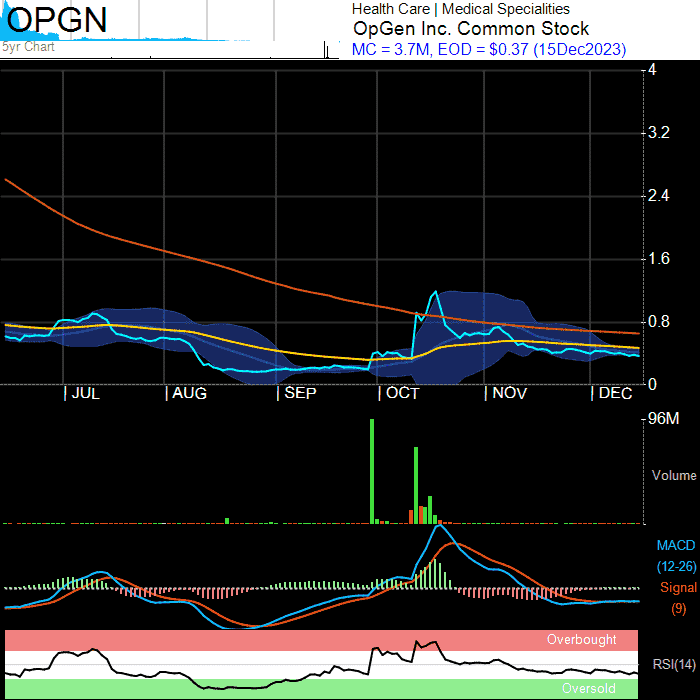 OPGN
5yr Chart
Health Care | Medical Specialities
OpGen Inc. Common Stock
MC = 3.7M, EOD = $0.37 (15Dec2023)
4
3.2
2.4
1.6
0.8
0
| JUL | AUG | SEP | OCT | NOV | DEC
96M
Volume
MACD
(12-26)
Signal
(9)
Overbought
RSI(14)
Oversold